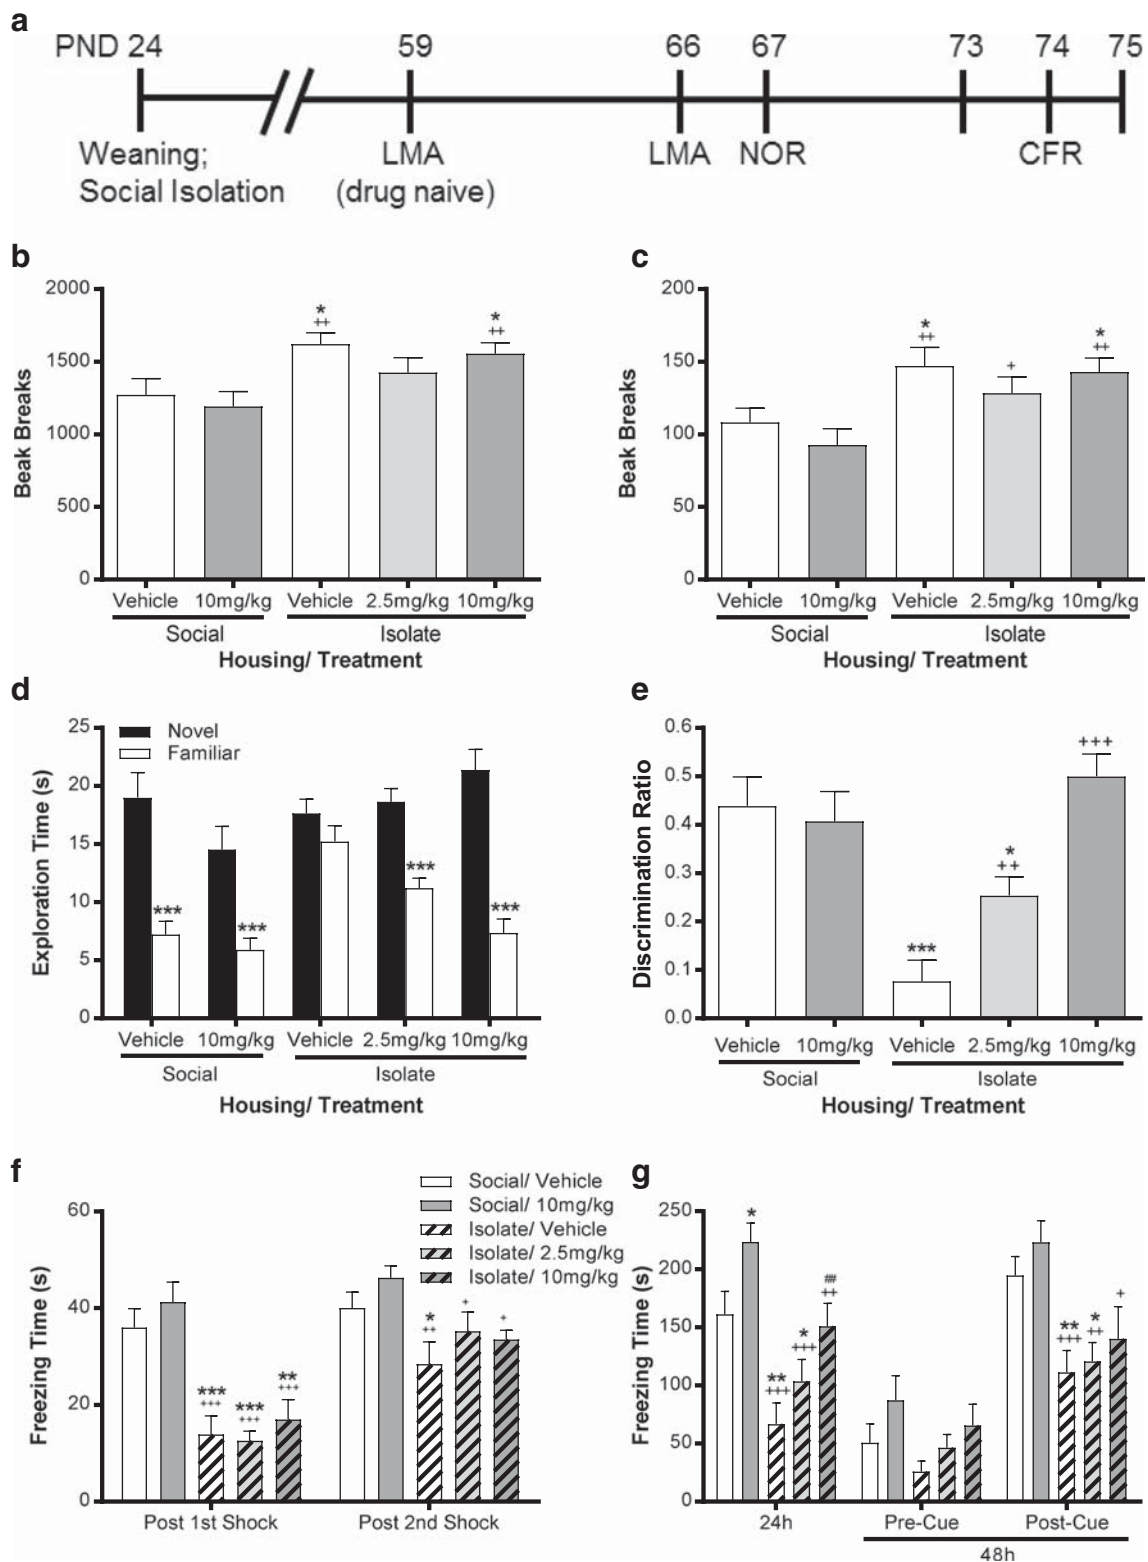 a
PND 24 59 66 67 73 74 75
Weaning; LMA LMA NOR CFR
Social Isolation (drug naive)
b
2000
1500
1000
500
0
Beak Breaks
* ++ * ++
Vehicle 10mg/kg Vehicle 2.5mg/kg 10mg/kg
Social Isolate
Housing/ Treatment
c
200
150
100
50
0
Beak Breaks
* ++ + * ++
Vehicle 10mg/kg Vehicle 2.5mg/kg 10mg/kg
Social Isolate
Housing/ Treatment
d
25
20
15
10
5
0
Exploration Time (s)
Novel
Familiar
*** *** *** ***
Vehicle 10mg/kg Vehicle 2.5mg/kg 10mg/kg
Social Isolate
Housing/ Treatment
e
0.6
0.5
0.4
0.3
0.2
0.1
0.0
Discrimination Ratio
*** * ++ +++
Vehicle 10mg/kg Vehicle 2.5mg/kg 10mg/kg
Social Isolate
Housing/ Treatment
f
60
40
20
0
Freezing Time (s)
Social/ Vehicle
Social/ 10mg/kg
Isolate/ Vehicle
Isolate/ 2.5mg/kg
Isolate/ 10mg/kg
*** +++ *** +++ ** +++ * ++ + +
Post 1st Shock Post 2nd Shock
g
250
200
150
100
50
0
Freezing Time (s)
* ** +++ * +++ ## ++ ** +++ * ++ +
24h Pre-Cue Post-Cue
48h